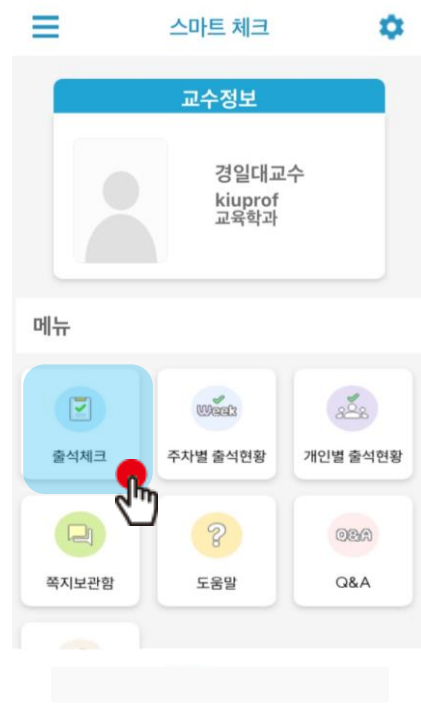 스마트 체크
교수정보
경일대교수
kiuprof
교육학과
메뉴
출석체크
Week
주차별 출석현황
개인별 출석현황
쪽지보관함
?
도움말
Q&A
Q&A